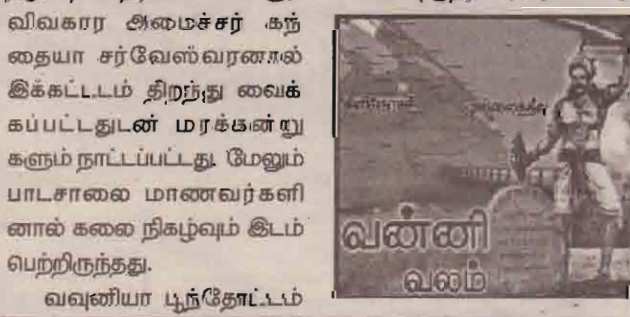 விவகார அமைச்சர் கந்
தையா சர்வேஸ்வரனால்
இக்கட்டடம் திறந்து வைக்
கப்பட்டதுடன் மரக்கன்று
களும் நாட்டப்பட்டது. மேலும்
பாடசாலை மாணவர்களி
னால் கலை நிகழ்வும் இடம்
பெற்றிருந்தது.
வவுனியா பூந்தோட்டம்
வன்னி
வலம்